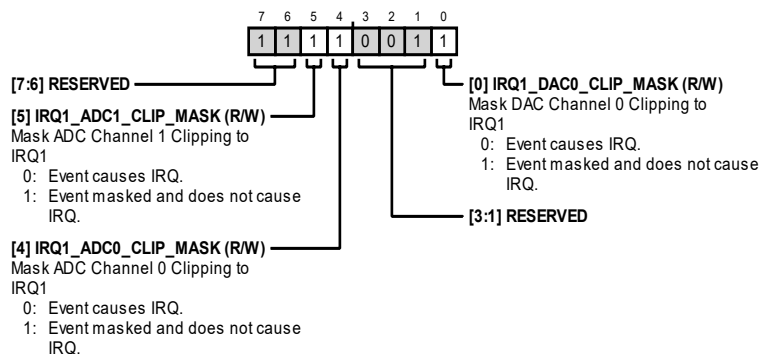 7 6 5 4 3 2 1 0
1 1 1 1 0 0 1 1
[7:6] RESERVED
[5] IRQ1_ADC1_CLIP_MASK (R/W)
Mask ADC Channel 1 Clipping to
IRQ1
0: Event causes IRQ.
1: Event masked and does not cause
IRQ.
[4] IRQ1_ADC0_CLIP_MASK (R/W)
Mask ADC Channel 0 Clipping to
IRQ1
0: Event causes IRQ.
1: Event masked and does not cause
IRQ.
[0] IRQ1_DAC0_CLIP_MASK (R/W)
Mask DAC Channel 0 Clipping to
IRQ1
0: Event causes IRQ.
1: Event masked and does not cause
IRQ.
[3:1] RESERVED